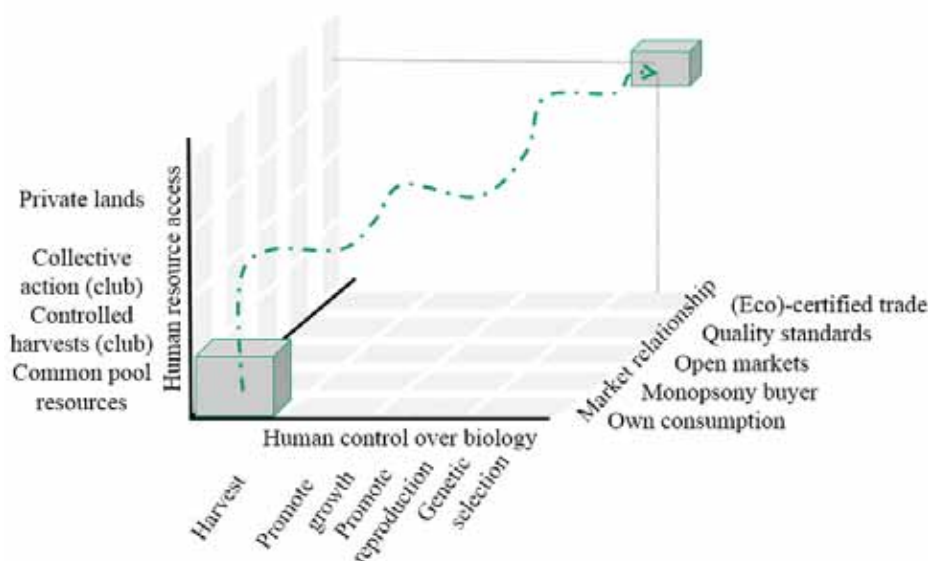 Human resource access
Private lands
Collective
action (club)
Controlled
harvests (club)
Common pool
resources
Human control over biology
Harvest
Promote
growth
Promote
reproduction
Genetic
selection
Market relationship
(Eco)-certified trade
Quality standards
Open markets
Monopsony buyer
Own consumption